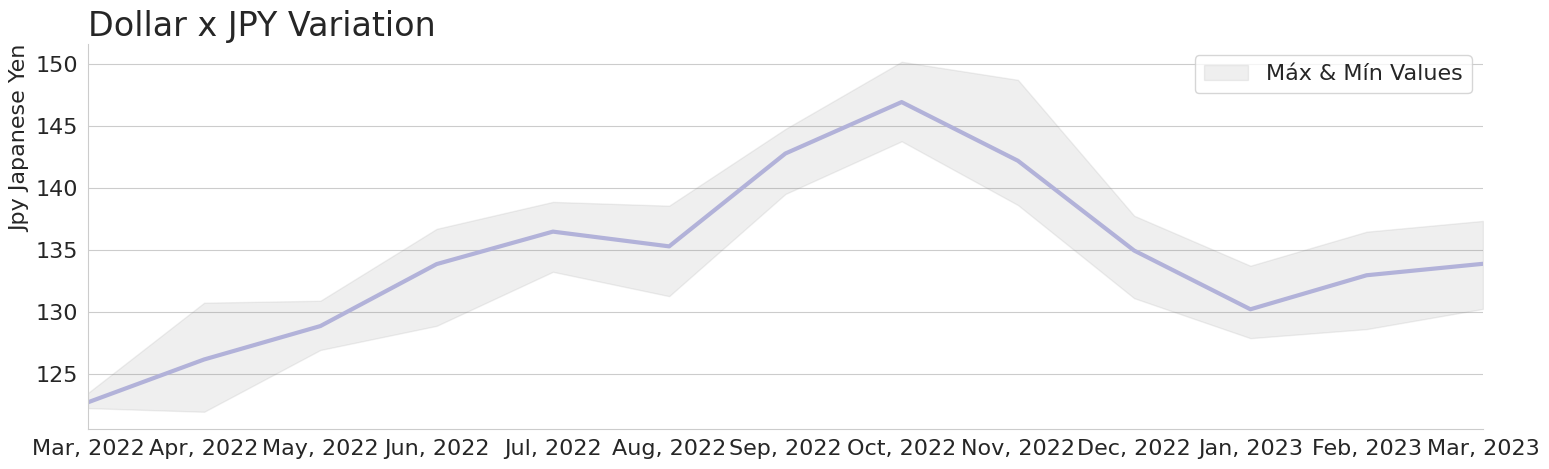 Dollar x JPY Variation
Jpy Japanese Yen
150
145
140
135
130
125
Máx & Mín Values
Mar, 2022 Apr, 2022 May, 2022 Jun, 2022 Jul, 2022 Aug, 2022 Sep, 2022 Oct, 2022 Nov, 2022 Dec, 2022 Jan, 2023 Feb, 2023 Mar, 2023